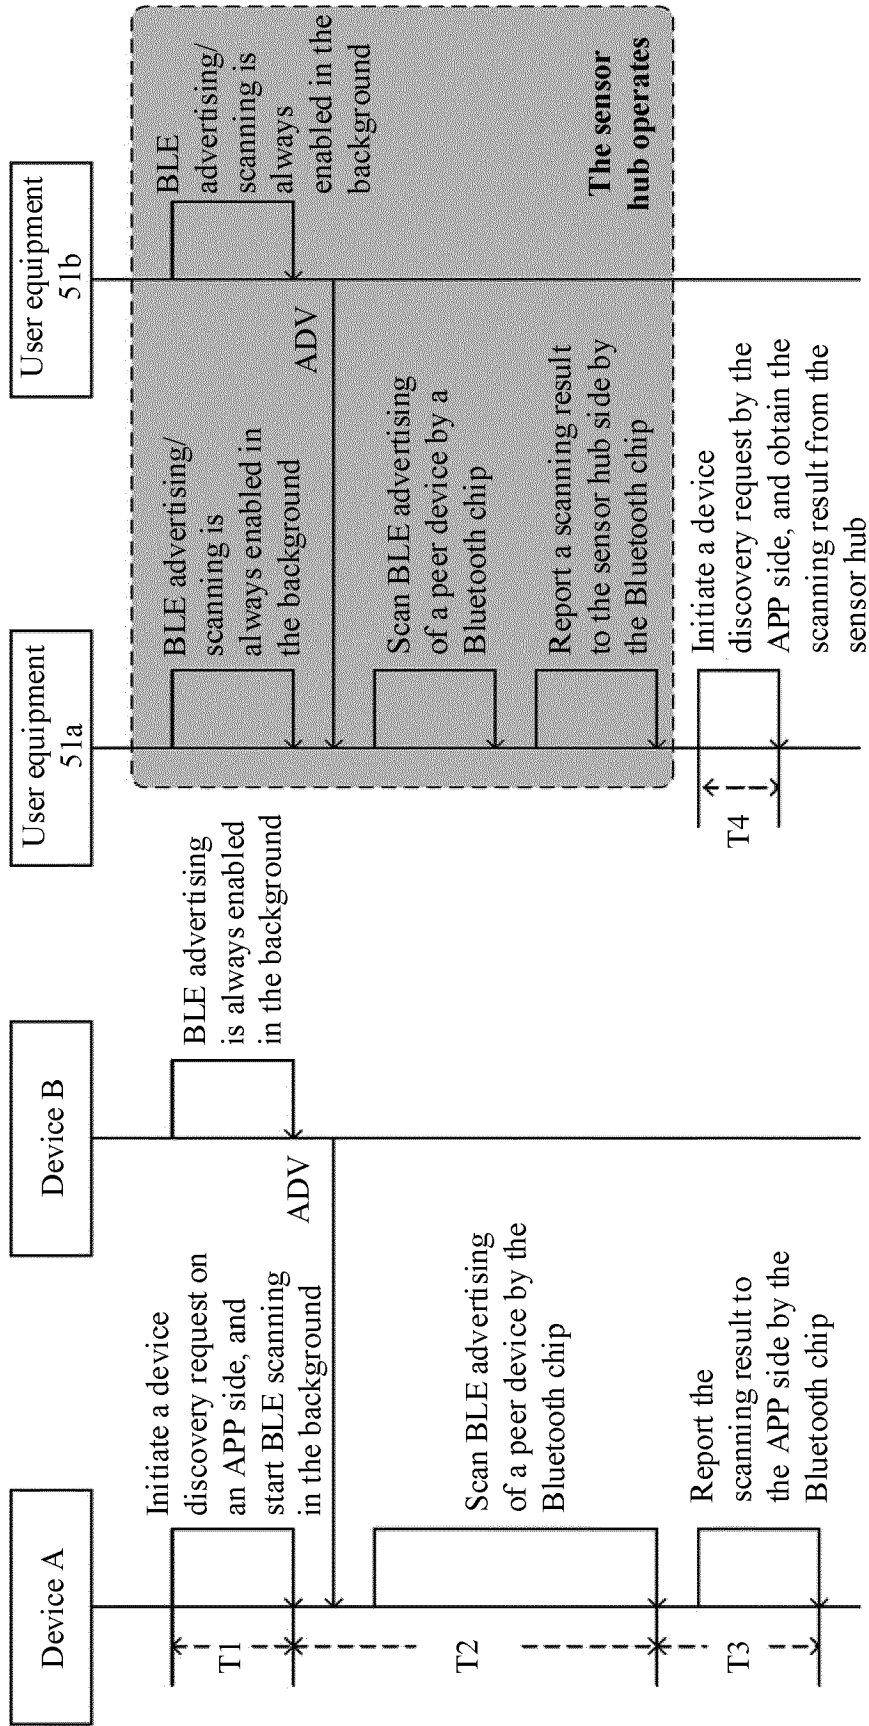 Device A
Device B
User equipment
51a
User equipment
51b
T1
Initiate a device
discovery request on
an APP side, and
start BLE scanning
in the background
BLE advertising
is always enabled
in the background
ADV
T2
Scan BLE advertising
of a peer device by the
Bluetooth chip
T3
Report the
scanning result to
the APP side by the
Bluetooth chip
BLE advertising/
scanning is
always enabled in
the background
BLE
advertising/
scanning is
always
enabled in the
background
ADV
Scan BLE advertising
of a peer device by a
Bluetooth chip
Report a scanning result
to the sensor hub side by
the Bluetooth chip
The sensor
hub operates
T4
Initiate a device
discovery request by the
APP side, and obtain the
scanning result from the
sensor hub